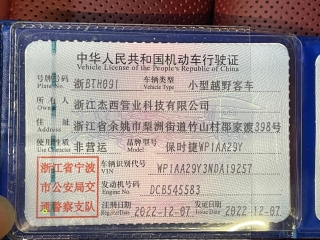 中华人民共和国机动车行驶证
Vehicle License of the People's Republic of China
号牌号码 浙BTH091 车辆类型 小型越野客车
Plate No. Vehicle Type
所有人 浙江杰西管业科技有限公司
Owner
住址 浙江省余姚市梨洲街道竹山村邵家渡398号
Address
使用性质 非营运 品牌型号 保时捷WP1AA29Y
Model
浙江省宁波 车辆识别代号 WP1AA29Y3NDA19257
VIN
市公安局交 发动机号码 DCB545583
Engine No.
通警察支队 注册日期 2022-12-07 发证日期 2022-12-07
Register Date Issue Date